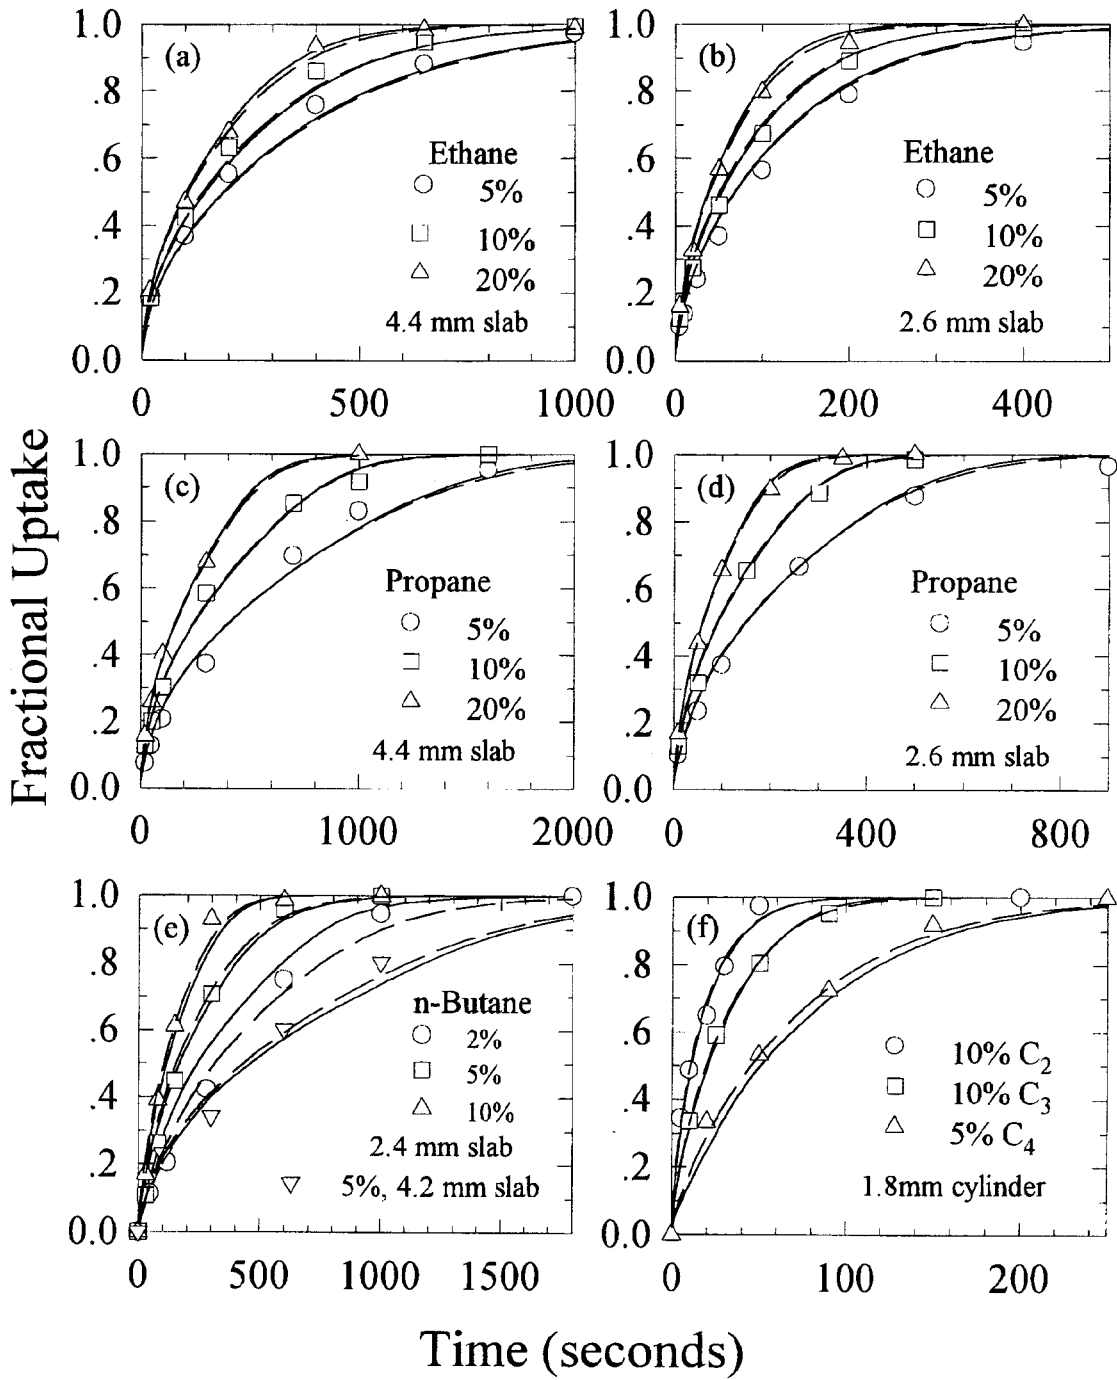 Fractional Uptake
1.0
.8
.6
.4
.2
0.0
(a)
Ethane
5%
10%
20%
4.4 mm slab
0 500 1000
1.0
.8
.6
.4
.2
0.0
(b)
Ethane
5%
10%
20%
2.6 mm slab
0 200 400
1.0
.8
.6
.4
.2
0.0
(c)
Propane
5%
10%
20%
4.4 mm slab
0 1000 2000
1.0
.8
.6
.4
.2
0.0
(d)
Propane
5%
10%
20%
2.6 mm slab
0 400 800
1.0
.8
.6
.4
.2
0.0
(e)
n-Butane
2%
5%
10%
2.4 mm slab
5%, 4.2 mm slab
0 500 1000 1500
1.0
.8
.6
.4
.2
0.0
(f)
10% C2
10% C3
5% C4
1.8mm cylinder
0 100 200
Time (seconds)